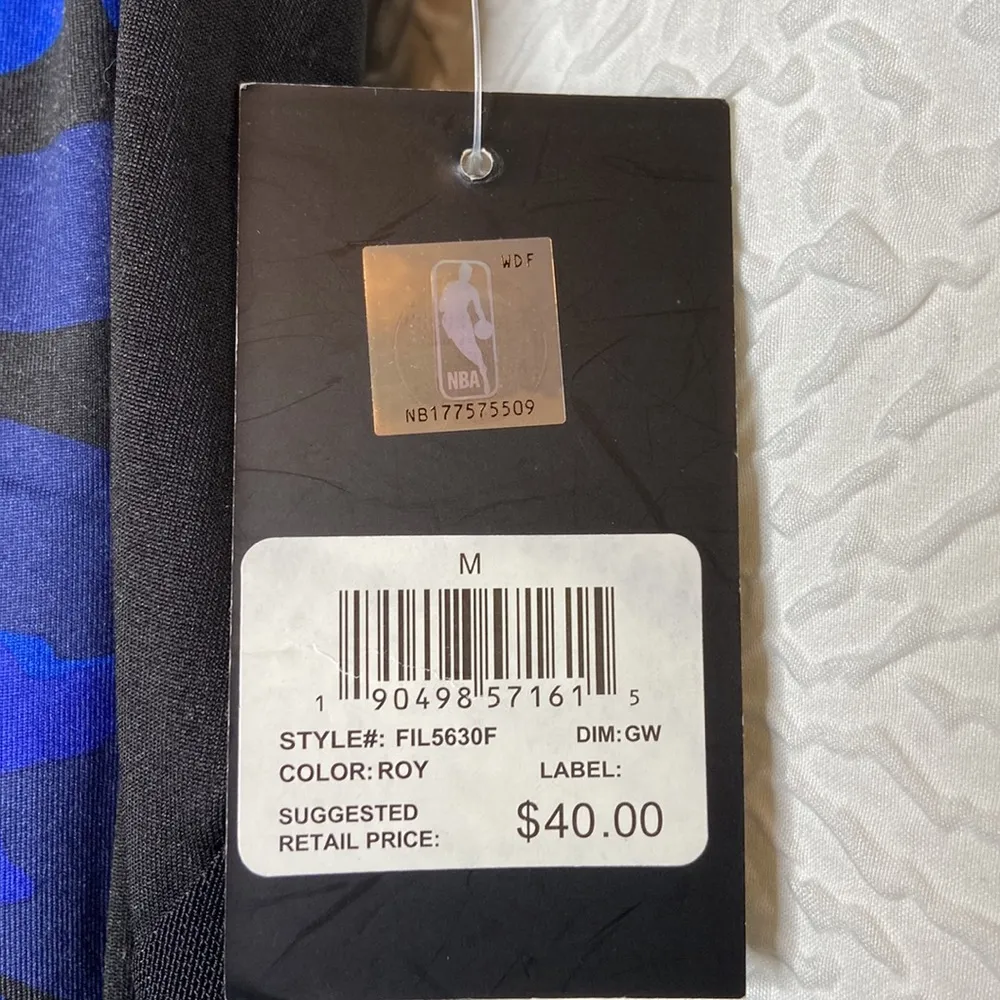 WDF
NBA
NB177575509
M
1 90498 57161 5
STYLE#: FIL5630F DIM:GW
COLOR:ROY LABEL:
SUGGESTED
RETAIL PRICE: $40.00